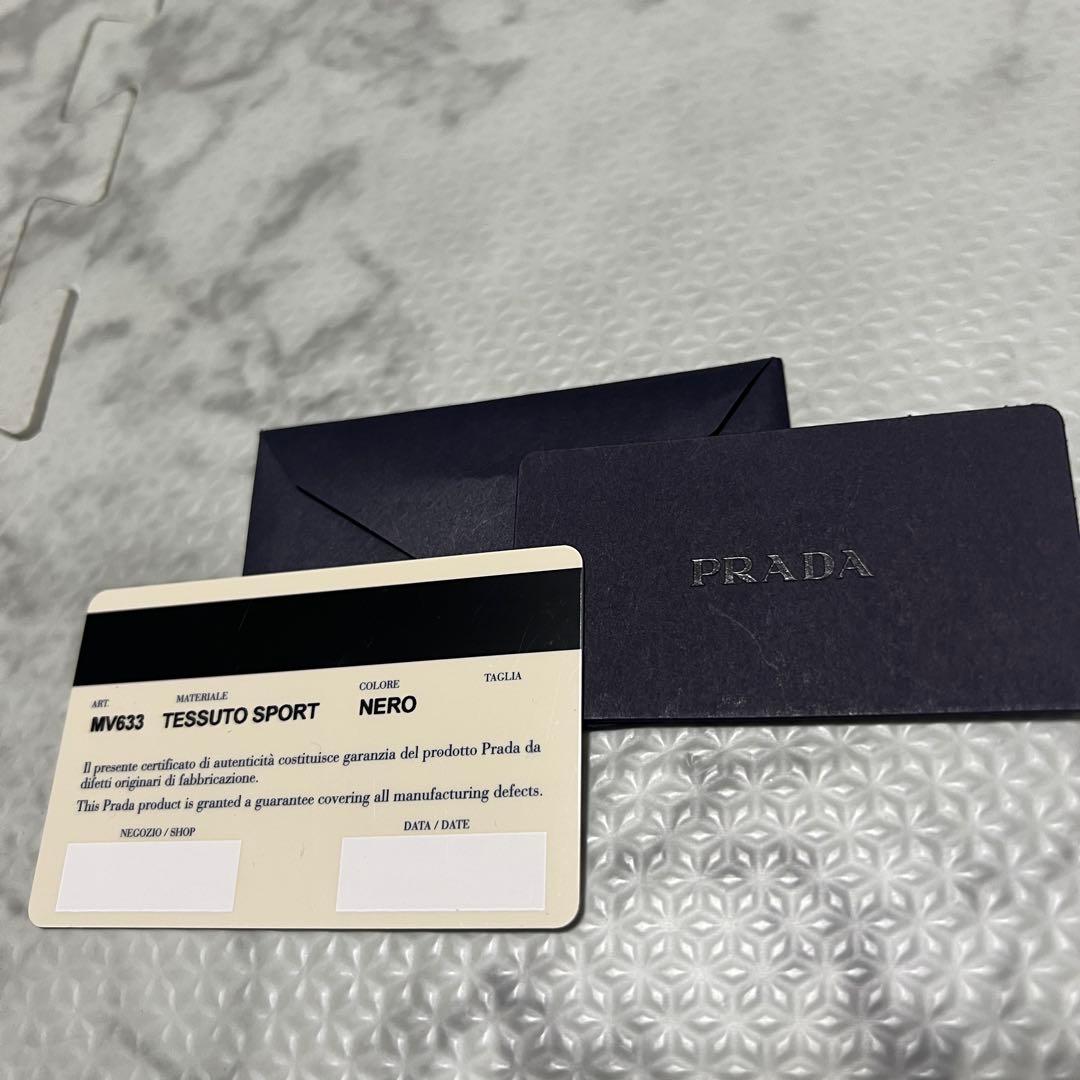 PRADA
ART. MATERIALE COLORE TAGLIA
MV633 TESSUTO SPORT NERO
Il presente certificato di autenticità costituisce garanzia del prodotto Prada da
difetti originari di fabbricazione.
This Prada product is granted a guarantee covering all manufacturing defects.
NEGOZIO / SHOP DATA / DATE